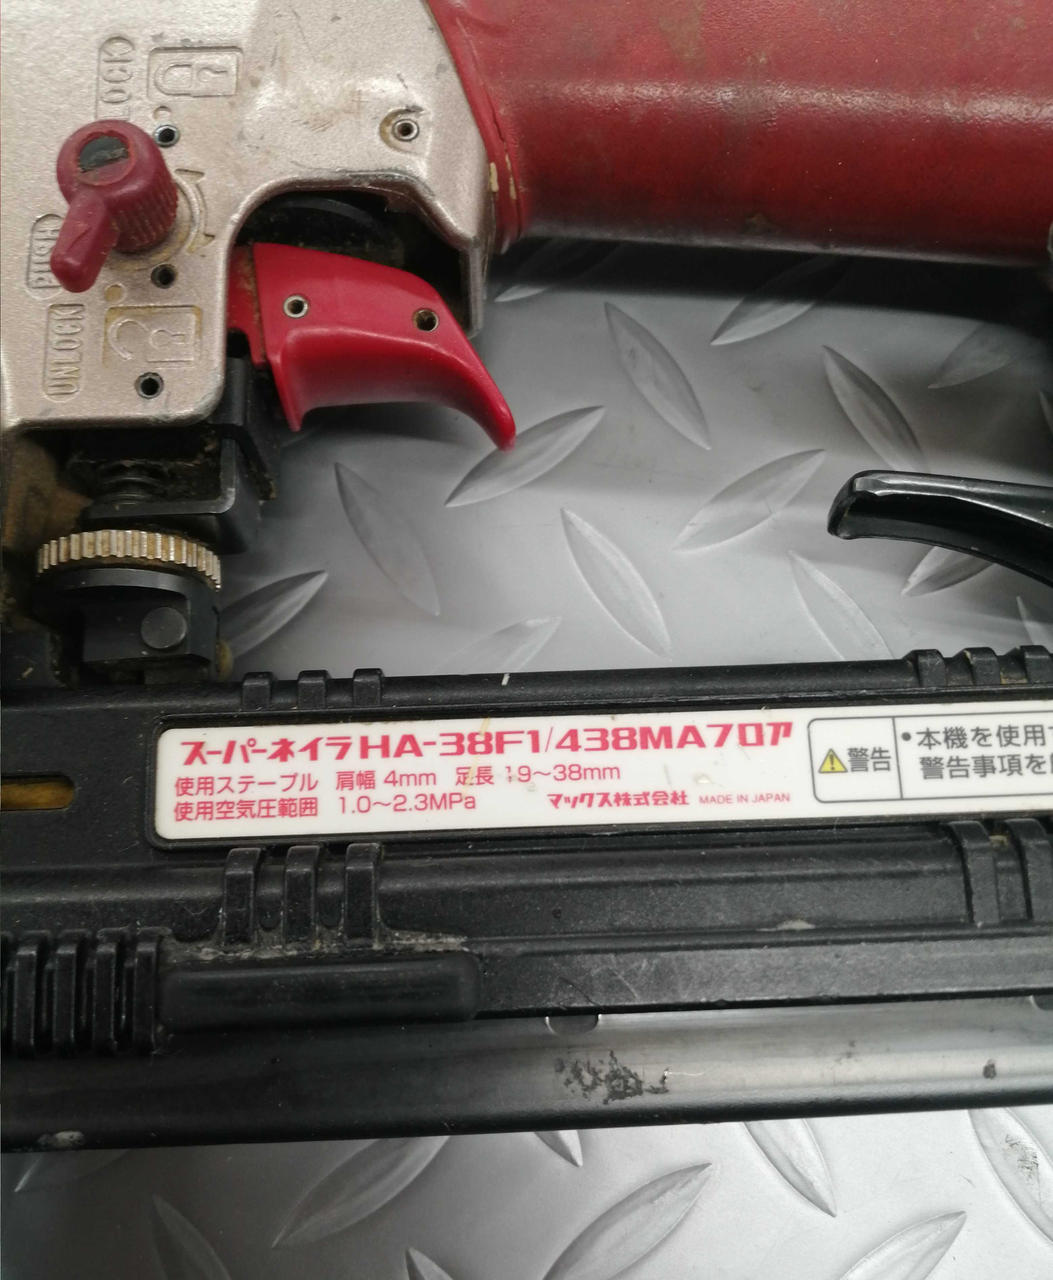 LOCK
PUSH
UNLOCK
スーパーネイラHA-38F1/438MAフロア
使用ステープル 肩幅 4mm 足長 19〜38mm
使用空気圧範囲 1.0〜2.3MPa
マックス株式会社 MADE IN JAPAN
警告
•本機を使用
警告事項を